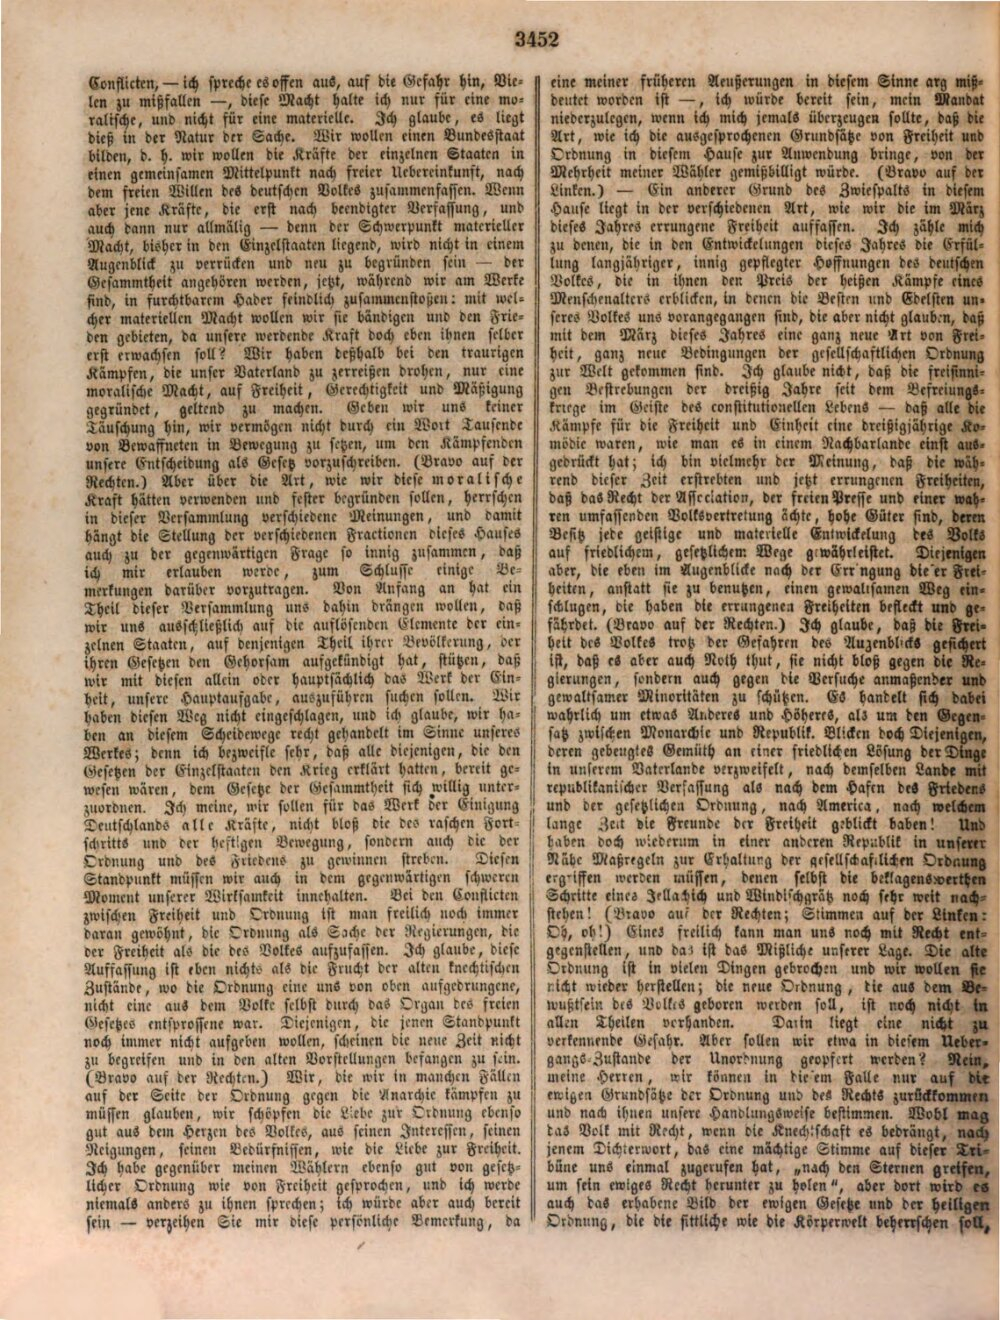 3452
Conflicten, — ich spreche es offen aus, auf die Gefahr hin, Vie-
len zu mißfallen —, diese Macht halte ich nur für eine mo-
ralische, und nicht für eine materielle. Ich glaube, es liegt
dieß in der Natur der Sache. Wir wollen einen Bundesstaat
bilden, d. h. wir wollen die Kräfte der einzelnen Staaten in
einen gemeinsamen Mittelpunkt nach freier Uebereinkunft, nach
dem freien Willen des deutschen Volkes zusammenfassen. Wenn
aber jene Kräfte, die erst nach beendigter Verfassung, und
auch dann nur allmälig — denn der Schwerpunkt materieller
Macht, bisher in den Einzelstaaten liegend, wird nicht in einem
Augenblick zu verrücken und neu zu begründen sein — der
Gesammtheit angehören werden, jetzt, während wir am Werke
sind, in furchtbarem Hader feindlich zusammenstoßen: mit wel-
cher materiellen Macht wollen wir sie bändigen und den Frie-
den gebieten, da unsere werdende Kraft doch eben ihnen selber
erst erwachsen soll? Wir haben deßhalb bei den traurigen
Kämpfen, die unser Vaterland zu zerreißen drohen, nur eine
moralische Macht, auf Freiheit, Gerechtigkeit und Mäßigung
gegründet, geltend zu machen. Geben wir uns keiner
Täuschung hin, wir vermögen nicht durch ein Wort Tausende
von Bewaffneten in Bewegung zu setzen, um den Kämpfenden
unsere Entscheidung als Gesetz vorzuschreiben. (Bravo auf der
Rechten.) Aber über die Art, wie wir diese moralische
Kraft hätten verwenden und fester begründen sollen, herrschen
in dieser Versammlung verschiedene Meinungen, und damit
hängt die Stellung der verschiedenen Fractionen dieses Hauses
auch zu der gegenwärtigen Frage so innig zusammen, daß
ich mir erlauben werde, zum Schlusse einige Be-
merkungen darüber vorzutragen. Von Anfang an hat ein
Theil dieser Versammlung uns dahin drängen wollen, daß
wir uns ausschließlich auf die auflösenden Elemente der ein-
zelnen Staaten, auf denjenigen Theil ihrer Bevölkerung, der
ihren Gesetzen den Gehorsam aufgekündigt hat, stützen, daß
wir mit diesen allein oder hauptsächlich das Werk der Ein-
heit, unsere Hauptaufgabe, auszuführen suchen sollen. Wir
haben diesen Weg nicht eingeschlagen, und ich glaube, wir ha-
ben an diesem Scheidewege recht gehandelt im Sinne unseres
Werkes; denn ich bezweifle sehr, daß alle diejenigen, die den
Gesetzen der Einzelstaaten den Krieg erklärt hatten, bereit ge-
wesen wären, dem Gesetze der Gesammtheit sich willig unter-
zuordnen. Ich meine, wir sollen für das Werk der Einigung
Deutschlands alle Kräfte, nicht bloß die des raschen Fort-
schritts und der heftigen Bewegung, sondern auch die der
Ordnung und des Friedens zu gewinnen streben. Diesen
Standpunkt müssen wir auch in dem gegenwärtigen schweren
Moment unserer Wirksamkeit innehalten. Bei den Conflicten
zwischen Freiheit und Ordnung ist man freilich noch immer
daran gewöhnt, die Ordnung als Sache der Regierungen, die
der Freiheit als die des Volkes aufzufassen. Ich glaube, diese
Auffassung ist eben nichts als die Frucht der alten knechtischen
Zustände, wo die Ordnung eine uns von oben aufgedrungene,
nicht eine aus dem Volke selbst durch das Organ des freien
Gesetzes entsprossene war. Diejenigen, die jenen Standpunkt
noch immer nicht aufgeben wollen, scheinen die neue Zeit nicht
zu begreifen und in den alten Vorstellungen befangen zu sein.
(Bravo auf der Rechten.) Wir, die wir in manchen Fällen
auf der Seite der Ordnung gegen die Anarchie kämpfen zu
müssen glauben, wir schöpfen die Liebe zur Ordnung ebenso
gut aus dem Herzen des Volkes, aus seinen Interessen, seinen
Neigungen, seinen Bedürfnissen, wie die Liebe zur Freiheit.
Ich habe gegenüber meinen Wählern ebenso gut von gesetz-
licher Ordnung wie von Freiheit gesprochen, und ich werde
niemals anders zu ihnen sprechen; ich würde aber auch bereit
sein — verzeihen Sie mir diese persönliche Bemerkung, da
eine meiner früheren Aeußerungen in diesem Sinne arg miß-
deutet worden ist —, ich würde bereit sein, mein Mandat
niederzulegen, wenn ich mich jemals überzeugen sollte, daß die
Art, wie ich die ausgesprochenen Grundsätze von Freiheit und
Ordnung in diesem Hause zur Anwendung bringe, von der
Mehrheit meiner Wähler gemißbilligt würde. (Bravo auf der
Linken.) — Ein anderer Grund des Zwiespalts in diesem
Hause liegt in der verschiedenen Art, wie wir die im März
dieses Jahres errungene Freiheit auffassen. Ich zähle mich
zu denen, die in den Entwickelungen dieses Jahres die Erfül-
lung langjähriger, innig gepflegter Hoffnungen des deutschen
Volkes, die in ihnen den Preis der heißen Kämpfe eines
Menschenalters erblicken, in denen die Besten und Edelsten un-
seres Volkes uns vorangegangen sind, die aber nicht glauben, daß
mit dem März dieses Jahres eine ganz neue Art von Frei-
heit, ganz neue Bedingungen der gesellschaftlichen Ordnung
zur Welt gekommen sind. Ich glaube nicht, daß die freisinni-
gen Bestrebungen der dreißig Jahre seit dem Befreiungs-
kriege im Geiste des constitutionellen Lebens — daß alle die
Kämpfe für die Freiheit und Einheit eine dreißigjährige Ko-
mödie waren, wie man es in einem Nachbarlande einst aus-
gedrückt hat; ich bin vielmehr der Meinung, daß die wäh-
rend dieser Zeit erstrebten und jetzt errungenen Freiheiten,
daß das Recht der Association, der freien Presse und einer wah-
ren umfassenden Volksvertretung ächte, hohe Güter sind, deren
Besitz jede geistige und materielle Entwickelung des Volks
auf friedlichem, gesetzlichem Wege gewährleistet. Diejenigen
aber, die eben im Augenblicke nach der Erringung dieser Frei-
heiten, anstatt sie zu benutzen, einen gewaltsamen Weg ein-
schlugen, die haben die errungenen Freiheiten befleckt und ge-
fährdet. (Bravo auf der Rechten.) Ich glaube, daß die Frei-
heit des Volkes trotz der Gefahren des Augenblicks gesichert
ist, daß es aber auch Noth thut, sie nicht bloß gegen die Re-
gierungen, sondern auch gegen die Versuche anmaßender und
gewaltsamer Minoritäten zu schützen. Es handelt sich dabei
wahrlich um etwas Anderes und Höheres, als um den Gegen-
satz zwischen Monarchie und Republik. Blicken doch Diejenigen,
deren gebeugtes Gemüth an einer friedlichen Lösung der Dinge
in unserem Vaterlande verzweifelt, nach demselben Lande mit
republikanischer Verfassung als nach dem Hafen des Friedens
und der gesetzlichen Ordnung, nach America, nach welchem
lange Zeit die Freunde der Freiheit geblickt haben! Und
haben doch wiederum in einer anderen Republik in unserer
Nähe Maßregeln zur Erhaltung der gesellschaftlichen Ordnung
ergriffen werden müssen, denen selbst die beklagenswerthen
Schritte eines Jellachich und Windischgrätz noch sehr weit nach-
stehen! (Bravo auf der Rechten; Stimmen auf der Linken:
Oh, oh!) Eines freilich kann man uns noch mit Recht ent-
gegenstellen, und das ist das Mißliche unserer Lage. Die alte
Ordnung ist in vielen Dingen gebrochen und wir wollen sie
nicht wieder herstellen; die neue Ordnung, die aus dem Be-
wußtsein des Volkes geboren werden soll, ist noch nicht in
allen Theilen vorhanden. Darin liegt eine nicht zu
verkennende Gefahr. Aber sollen wir etwa in diesem Ueber-
gangs-Zustande der Unordnung geopfert werden? Nein,
meine Herren, wir können in diesem Falle nur auf die
ewigen Grundsätze der Ordnung und des Rechts zurückkommen
und nach ihnen unsere Handlungsweise bestimmen. Wohl mag
das Volk mit Recht, wenn die Knechtschaft es bedrängt, nach
jenem Dichterwort, das eine mächtige Stimme auf dieser Tri-
büne uns einmal zugerufen hat, „nach den Sternen greifen,
um sein ewiges Recht herunter zu holen", aber dort wird es
auch das erhabene Bild der ewigen Gesetze und der heiligen
Ordnung, die die sittliche wie die Körperwelt beherrschen soll,